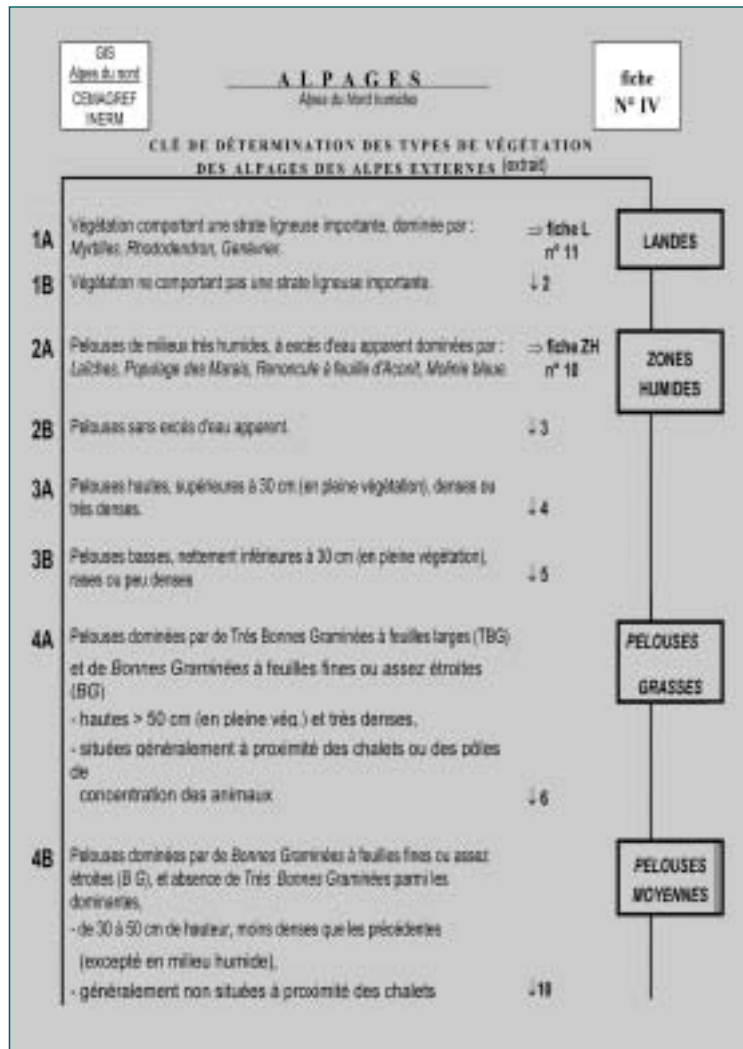 GIS
Alpes du nord
CEMAGREF
INERM
ALPAGES
Alpes du Nord humides
fiche
N° IV
CLÉ DE DÉTERMINATION DES TYPES DE VÉGÉTATION
DES ALPAGES DES ALPES EXTERNES (extrait)
1A Végétation comportant une strate ligneuse importante, dominée par : ⇒ fiche L
Myrtilles, Rhododendron, Genévrier. n° 11
LANDES
1B Végétation ne comportant pas une strate ligneuse importante. ↓ 2
2A Pelouses de milieux très humides, à excès d'eau apparent dominées par : ⇒ fiche ZH
Laîches, Populage des Marais, Renoncule à feuille d'Aconit, Molinie bleue. n° 10
ZONES
HUMIDES
2B Pelouses sans excès d'eau apparent. ↓ 3
3A Pelouses hautes, supérieures à 30 cm (en pleine végétation), denses ou
très denses. ↓ 4
3B Pelouses basses, nettement inférieures à 30 cm (en pleine végétation),
rases ou peu denses ↓ 5
4A Pelouses dominées par de Très Bonnes Graminées à feuilles larges (TBG)
et de Bonnes Graminées à feuilles fines ou assez étroites
(BG)
- hautes > 50 cm (en pleine vég.) et très denses,
- situées généralement à proximité des chalets ou des pôles
de
concentration des animaux ↓ 6
PELOUSES
GRASSES
4B Pelouses dominées par de Bonnes Graminées à feuilles fines ou assez
étroites (B G), et absence de Très Bonnes Graminées parmi les
dominantes,
- de 30 à 50 cm de hauteur, moins denses que les précédentes
(excepté en milieu humide),
- généralement non situées à proximité des chalets ↓ 10
PELOUSES
MOYENNES